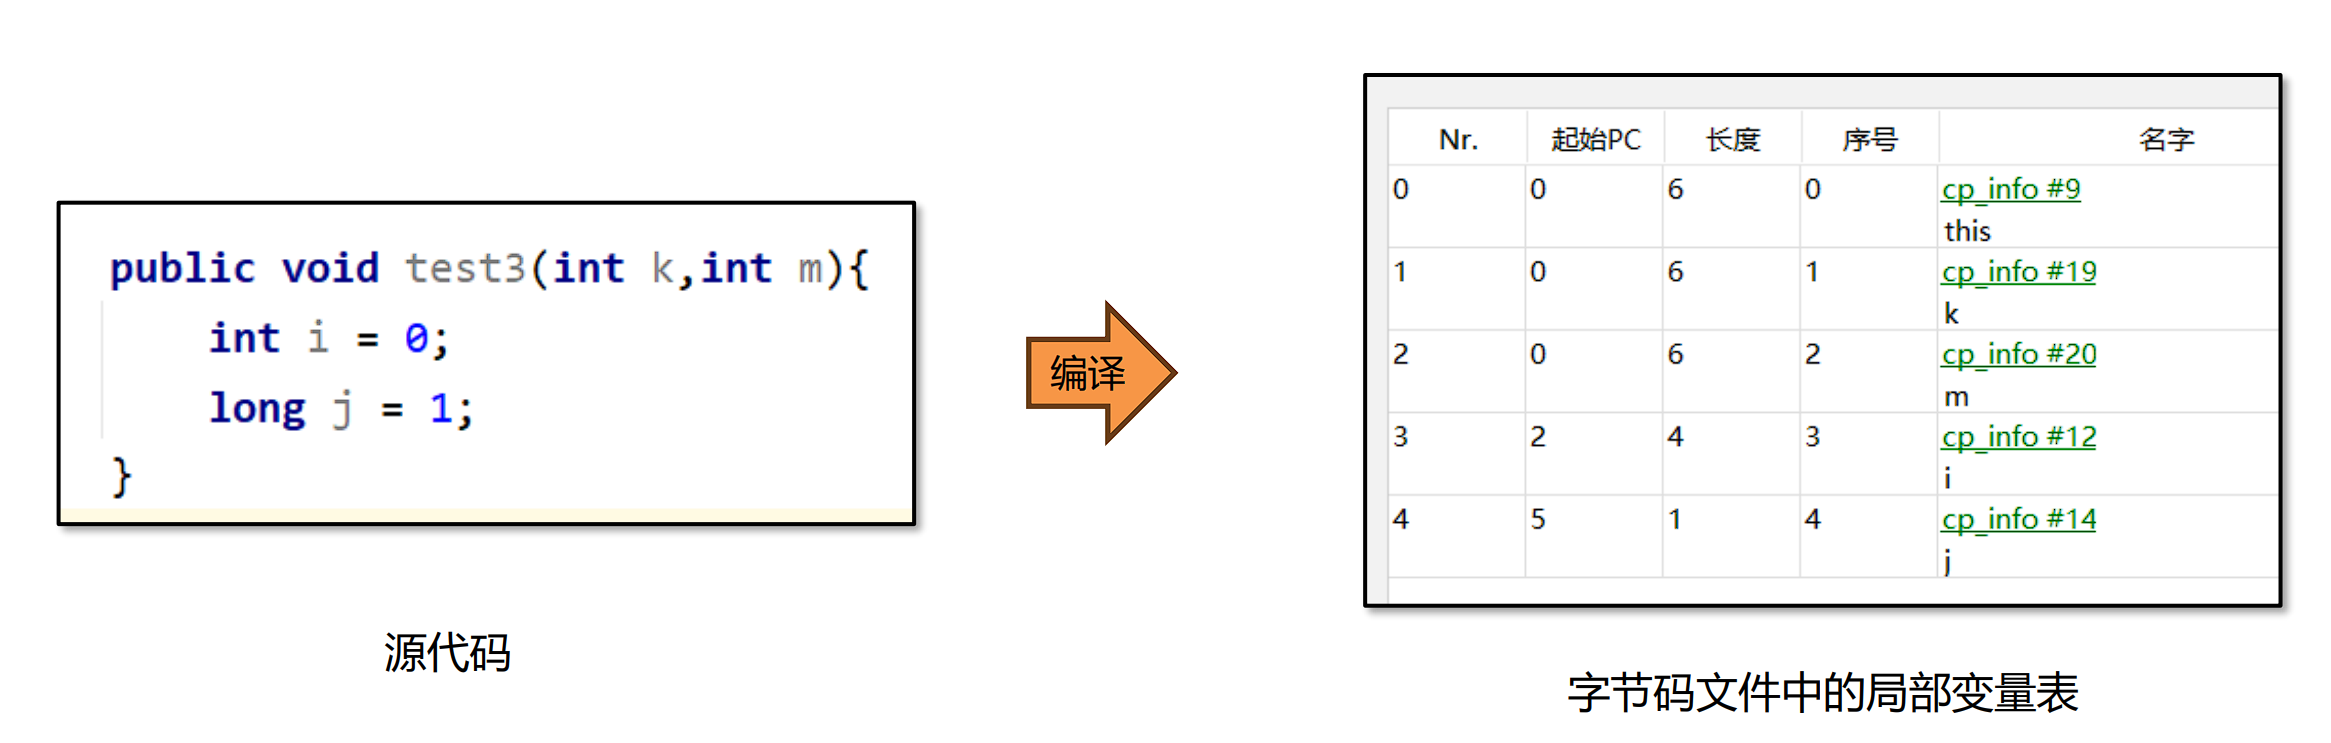 public void test3(int k,int m){
int i = 0;
long j = 1;
}
源代码
编译
Nr. 起始PC 长度 序号 名字
0 0 6 0 cp_info #9
this
1 0 6 1 cp_info #19
k
2 0 6 2 cp_info #20
m
3 2 4 3 cp_info #12
i
4 5 1 4 cp_info #14
j
字节码文件中的局部变量表